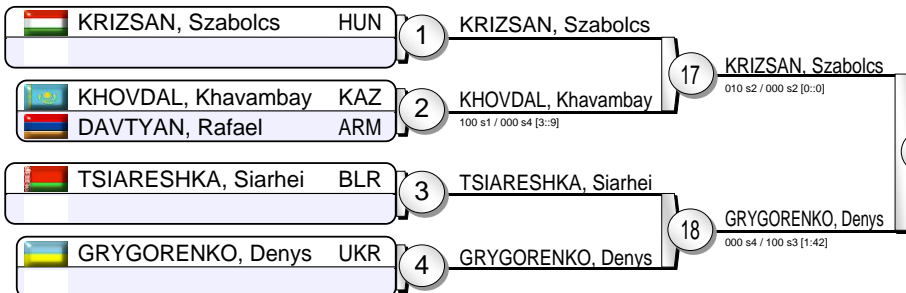 KRIZSAN, Szabolcs HUN
1
KRIZSAN, Szabolcs
17
KRIZSAN, Szabolcs
010 s2 / 000 s2 [0::0]
KHOVDAL, Khavambay KAZ
DAVTYAN, Rafael ARM
2
KHOVDAL, Khavambay
100 s1 / 000 s4 [3::9]
TSIARESHKA, Siarhei BLR
3
TSIARESHKA, Siarhei
18
GRYGORENKO, Denys
000 s4 / 100 s3 [1:42]
GRYGORENKO, Denys UKR
4
GRYGORENKO, Denys